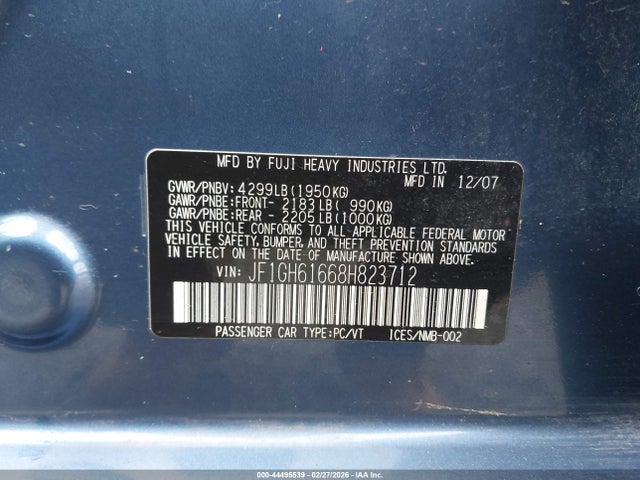 MFD BY FUJI HEAVY INDUSTRIES LTD.
MFD IN 12/07
GVWR/PNBV: 4299LB(1950KG)
GAWR/PNBE:FRONT- 2183LB( 990KG)
GAWR/PNBE:REAR - 2205LB(1000KG)
THIS VEHICLE CONFORMS TO ALL APPLICABLE FEDERAL MOTOR
VEHICLE SAFETY, BUMPER, AND THEFT PREVENTION STANDARDS
IN EFFECT ON THE DATE OF MANUFACTURE SHOWN ABOVE.
VIN: JF1GH61668H823712
PASSENGER CAR TYPE:PC/VT ICES/NMB-002
000-44495539 - 02/27/2026 - IAA Inc.